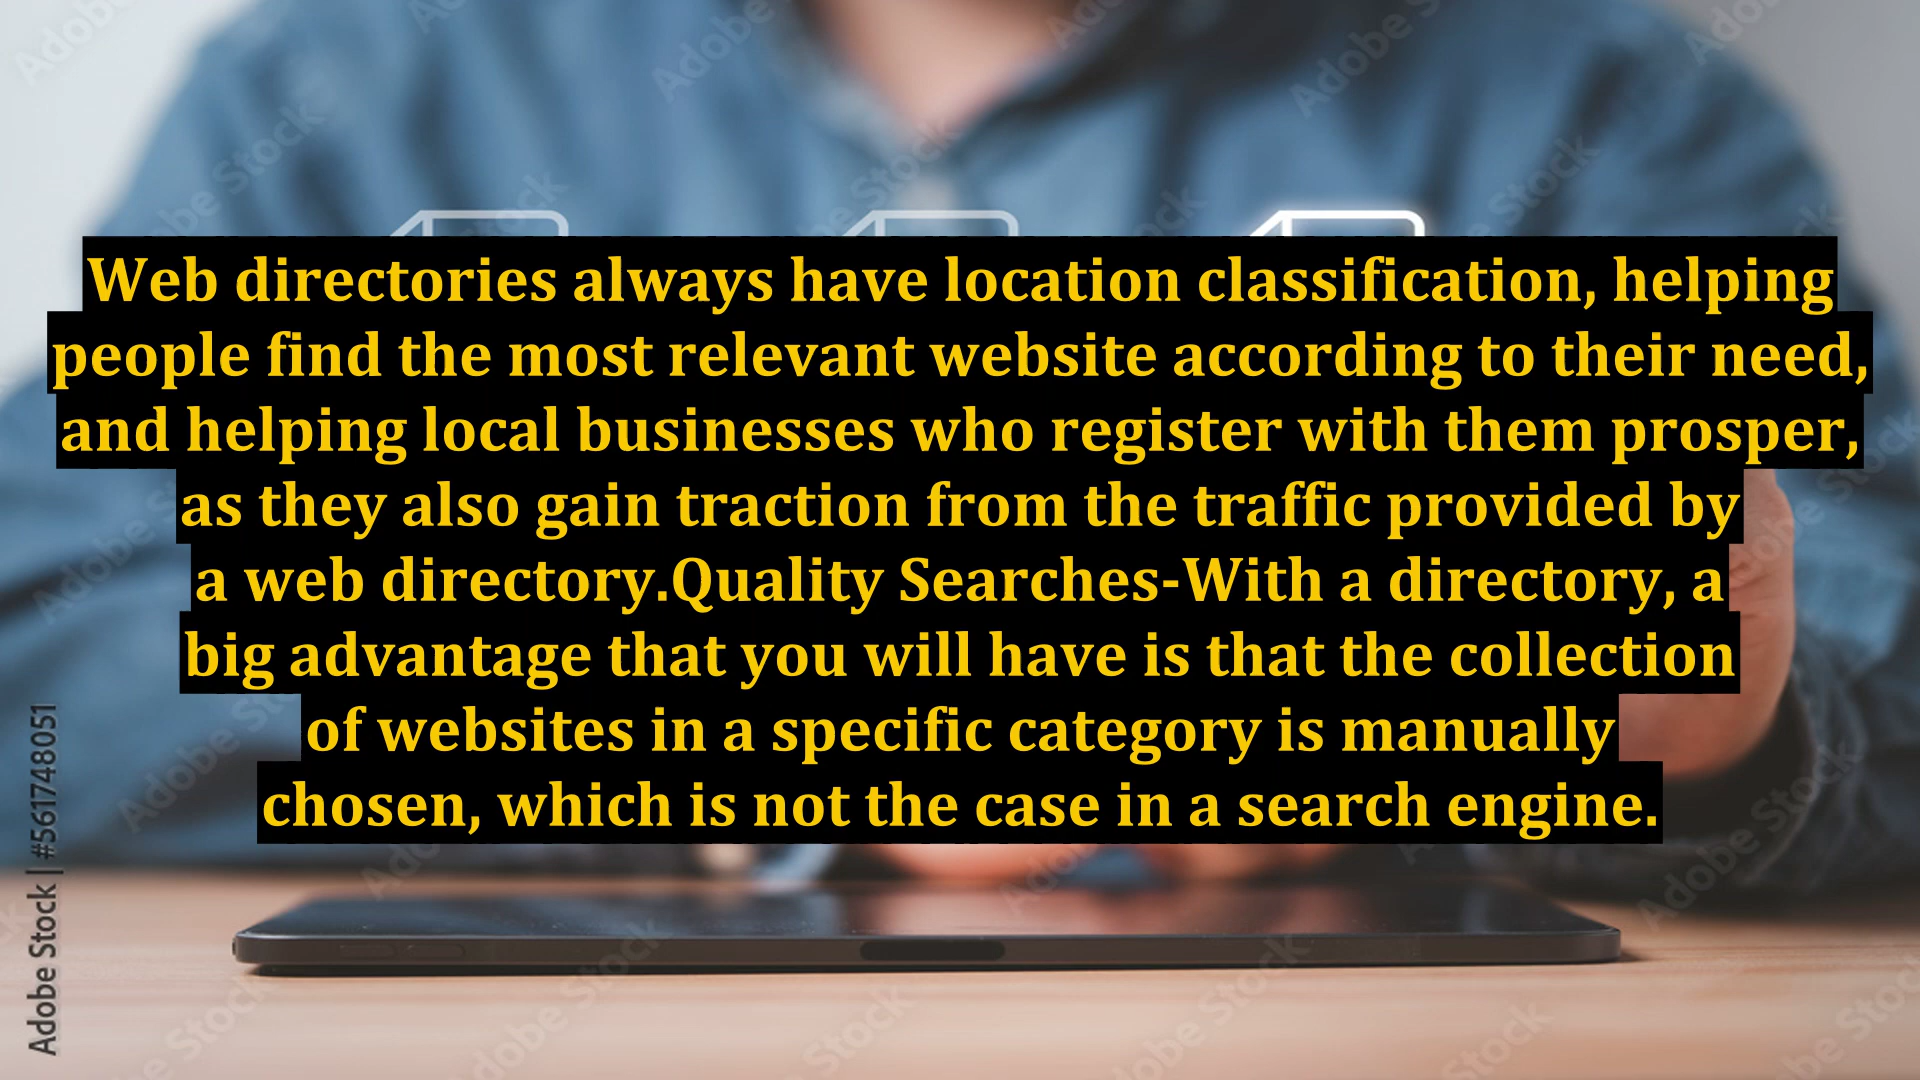 Web directories always have location classification, helping
people find the most relevant website according to their need,
and helping local businesses who register with them prosper,
as they also gain traction from the traffic provided by
a web directory.Quality Searches-With a directory, a
big advantage that you will have is that the collection
of websites in a specific category is manually
chosen, which is not the case in a search engine.
Adobe Stock | #561748051